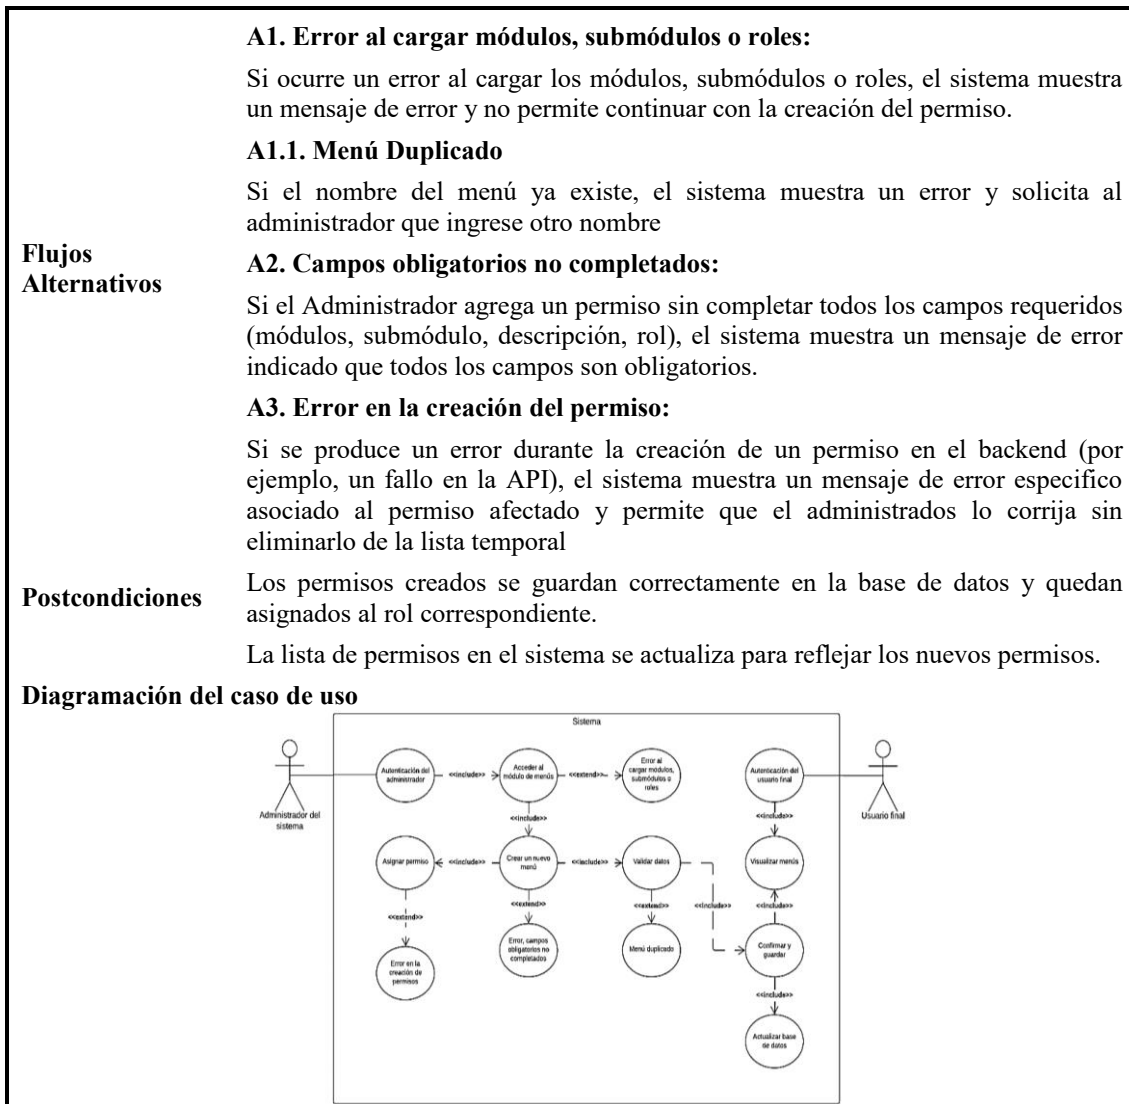 A1. Error al cargar módulos, submódulos o roles:
Si ocurre un error al cargar los módulos, submódulos o roles, el sistema muestra
un mensaje de error y no permite continuar con la creación del permiso.
A1.1. Menú Duplicado
Si el nombre del menú ya existe, el sistema muestra un error y solicita al
administrador que ingrese otro nombre
Flujos
Alternativos
A2. Campos obligatorios no completados:
Si el Administrador agrega un permiso sin completar todos los campos requeridos
(módulos, submódulo, descripción, rol), el sistema muestra un mensaje de error
indicado que todos los campos son obligatorios.
A3. Error en la creación del permiso:
Si se produce un error durante la creación de un permiso en el backend (por
ejemplo, un fallo en la API), el sistema muestra un mensaje de error especifico
asociado al permiso afectado y permite que el administrados lo corrija sin
eliminarlo de la lista temporal
Postcondiciones
Los permisos creados se guardan correctamente en la base de datos y quedan
asignados al rol correspondiente.
La lista de permisos en el sistema se actualiza para reflejar los nuevos permisos.
Diagramación del caso de uso
Sistema
Administrador del
sistema
Autenticación del
administrador
<<include>>
Acceder al
módulo de menús
<<extend>>
Error al
cargar módulos,
submódulos o
roles
Autenticación del
usuario final
Usuario final
<<include>>
<<include>>
Asignar permiso
<<include>>
Crear un nuevo
menú
<<include>>
Validar datos
Visualizar menús
<<extend>>
<<extend>>
<<extend>>
<<include>>
<<include>>
Error en la
creación de
permisos
Error, campos
obligatorios no
completados
Menú duplicado
Confirmar y
guardar
<<include>>
Actualizar base
de datos